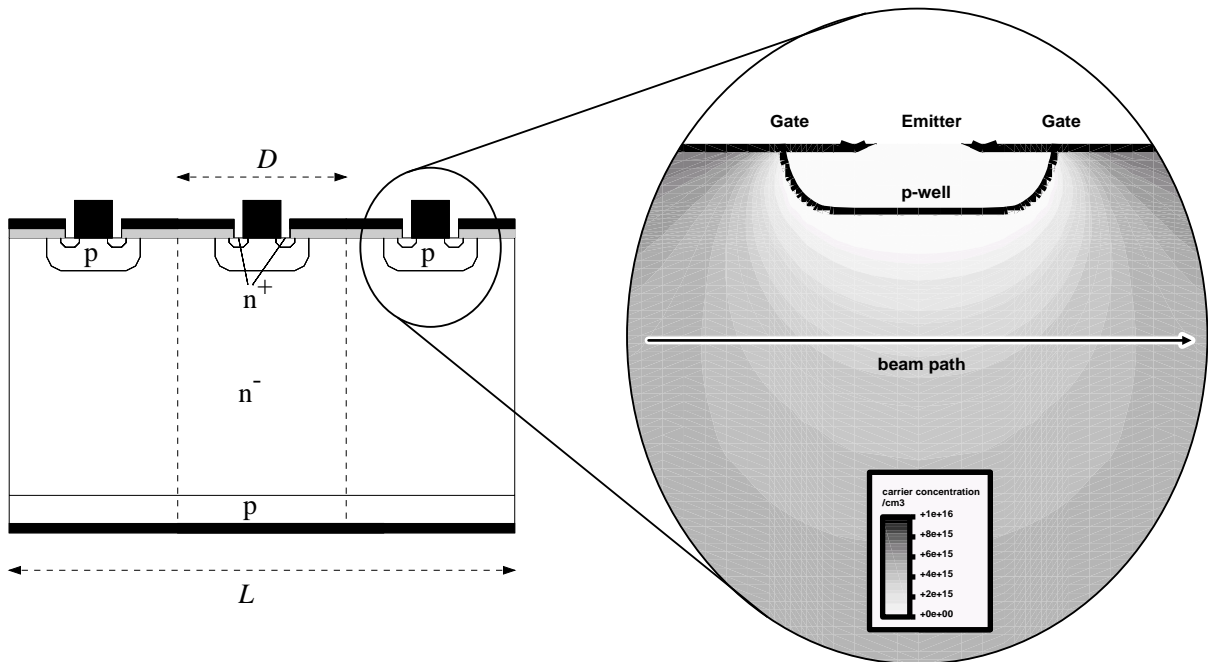 D
p
p
n+
n-
p
L
Gate Emitter Gate
p-well
beam path
carrier concentration
/cm3
+1e+16
+8e+15
+6e+15
+4e+15
+2e+15
+0e+00